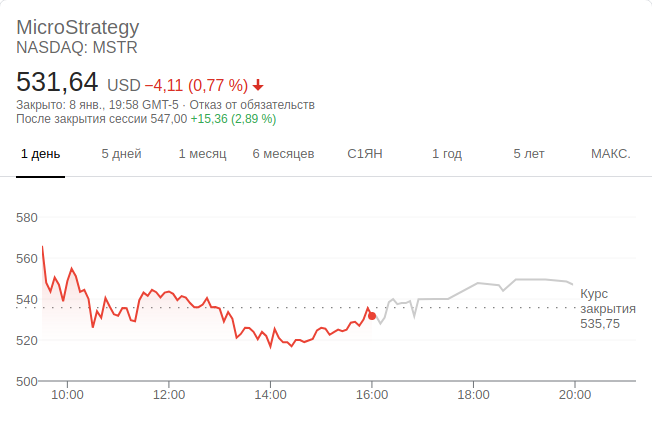 MicroStrategy
NASDAQ: MSTR
531,64 USD −4,11 (0,77 %)
Закрыто: 8 янв., 19:58 GMT-5 · Отказ от обязательств
После закрытия сессии 547,00 +15,36 (2,89 %)
1 день 5 дней 1 месяц 6 месяцев С1ЯН 1 год 5 лет МАКС.
580
560
540
520
500
Курс
закрытия
535,75
10:00 12:00 14:00 16:00 18:00 20:00